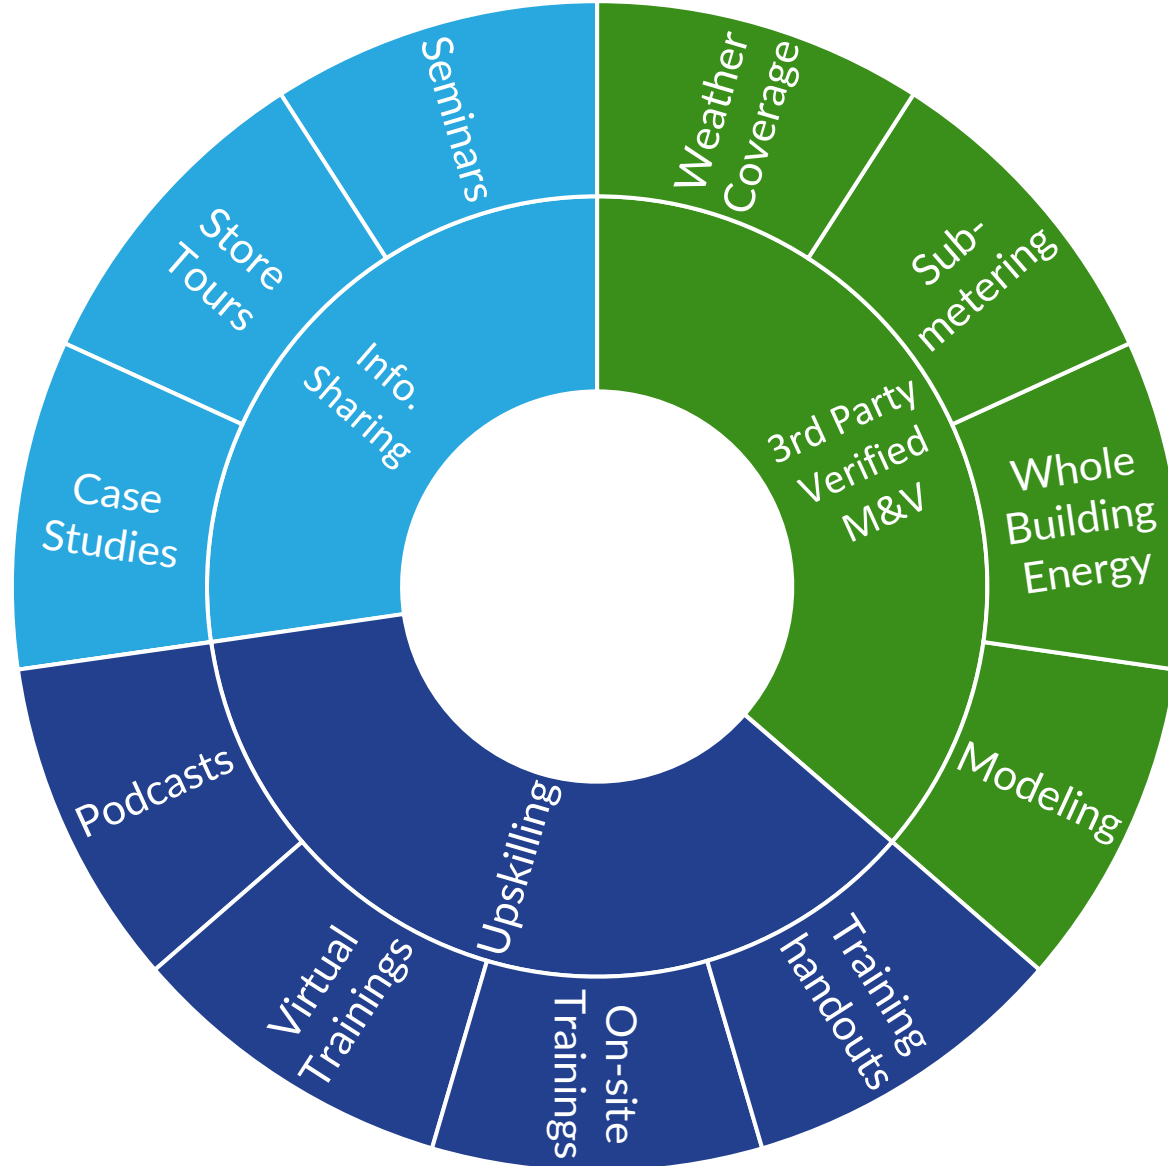 Weather
Coverage
Sub-
metering
Whole
Building
Energy
Modeling
3rd Party
Verified
M&V
Training
handouts
On-site
Trainings
Virtual
Trainings
Podcasts
Upskilling
Case
Studies
Store
Tours
Seminars
Info.
Sharing